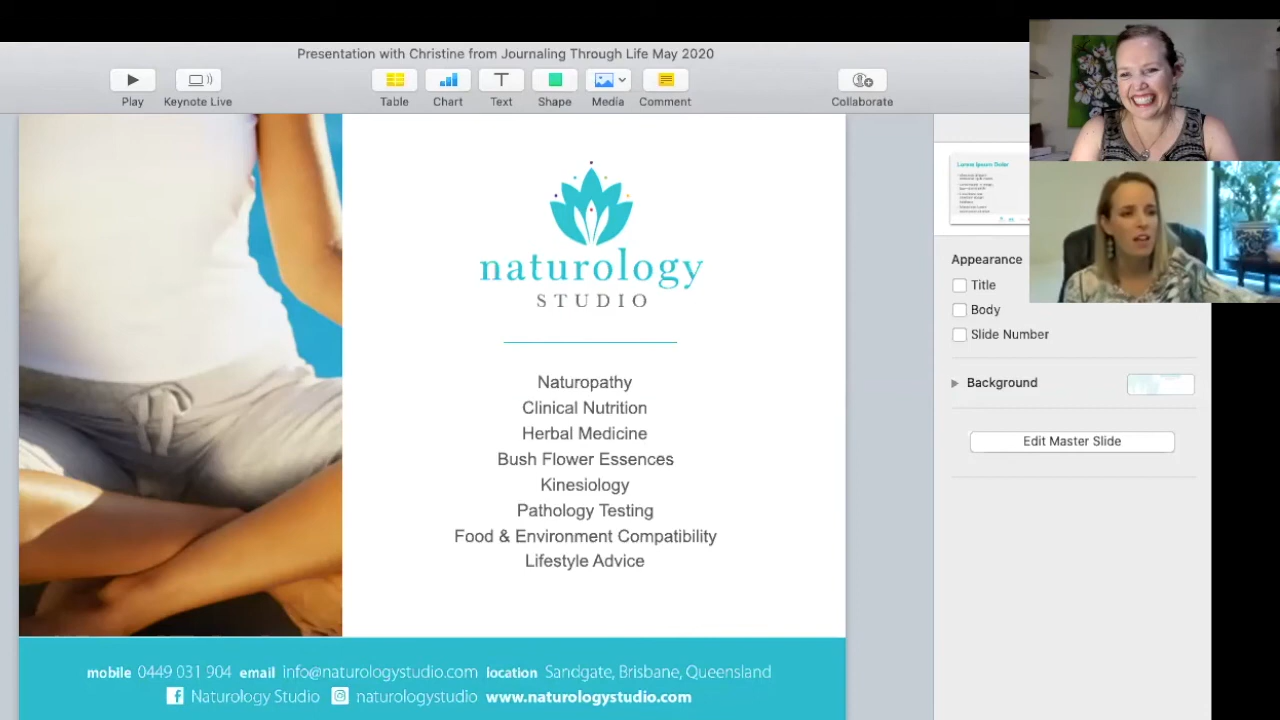 Presentation with Christine from Journaling Through Life May 2020
Play
Keynote Live
Table
Chart
Text
Shape
Media
Comment
Collaborate
naturology
STUDIO
Naturopathy
Clinical Nutrition
Herbal Medicine
Bush Flower Essences
Kinesiology
Pathology Testing
Food & Environment Compatibility
Lifestyle Advice
mobile 0449 031 904 email info@naturologystudio.com location Sandgate, Brisbane, Queensland
Naturology Studio naturologystudio www.naturologystudio.com
Lorem Ipsum Dolor
Appearance
Title
Body
Slide Number
Background
Edit Master Slide